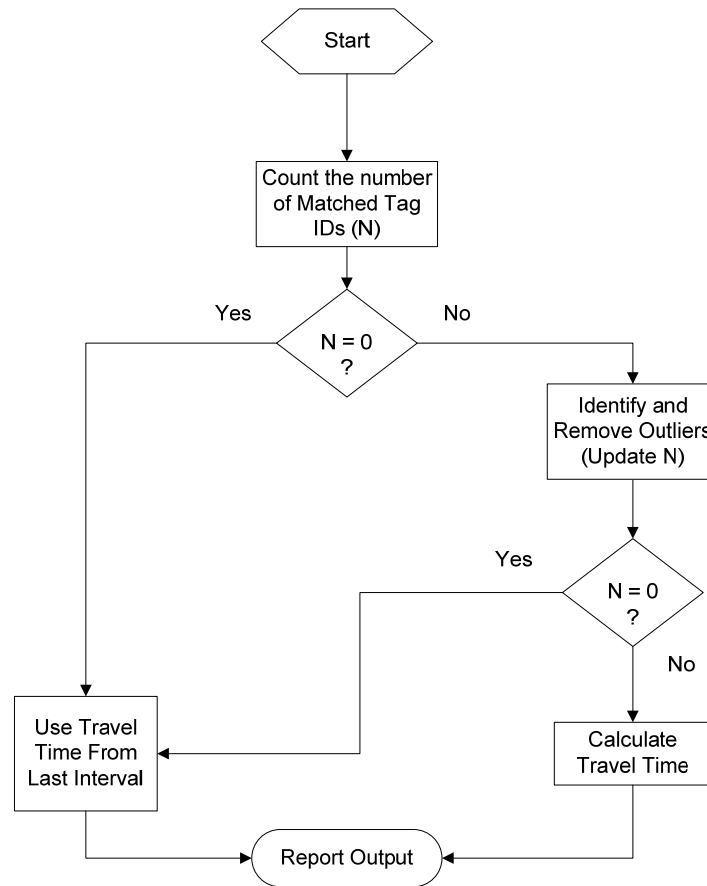 Start
Count the number
of Matched Tag
IDs (N)
Yes
No
N = 0
?
Identify and
Remove Outliers
(Update N)
Yes
N = 0
?
No
Use Travel
Time From
Last Interval
Calculate
Travel Time
Report Output